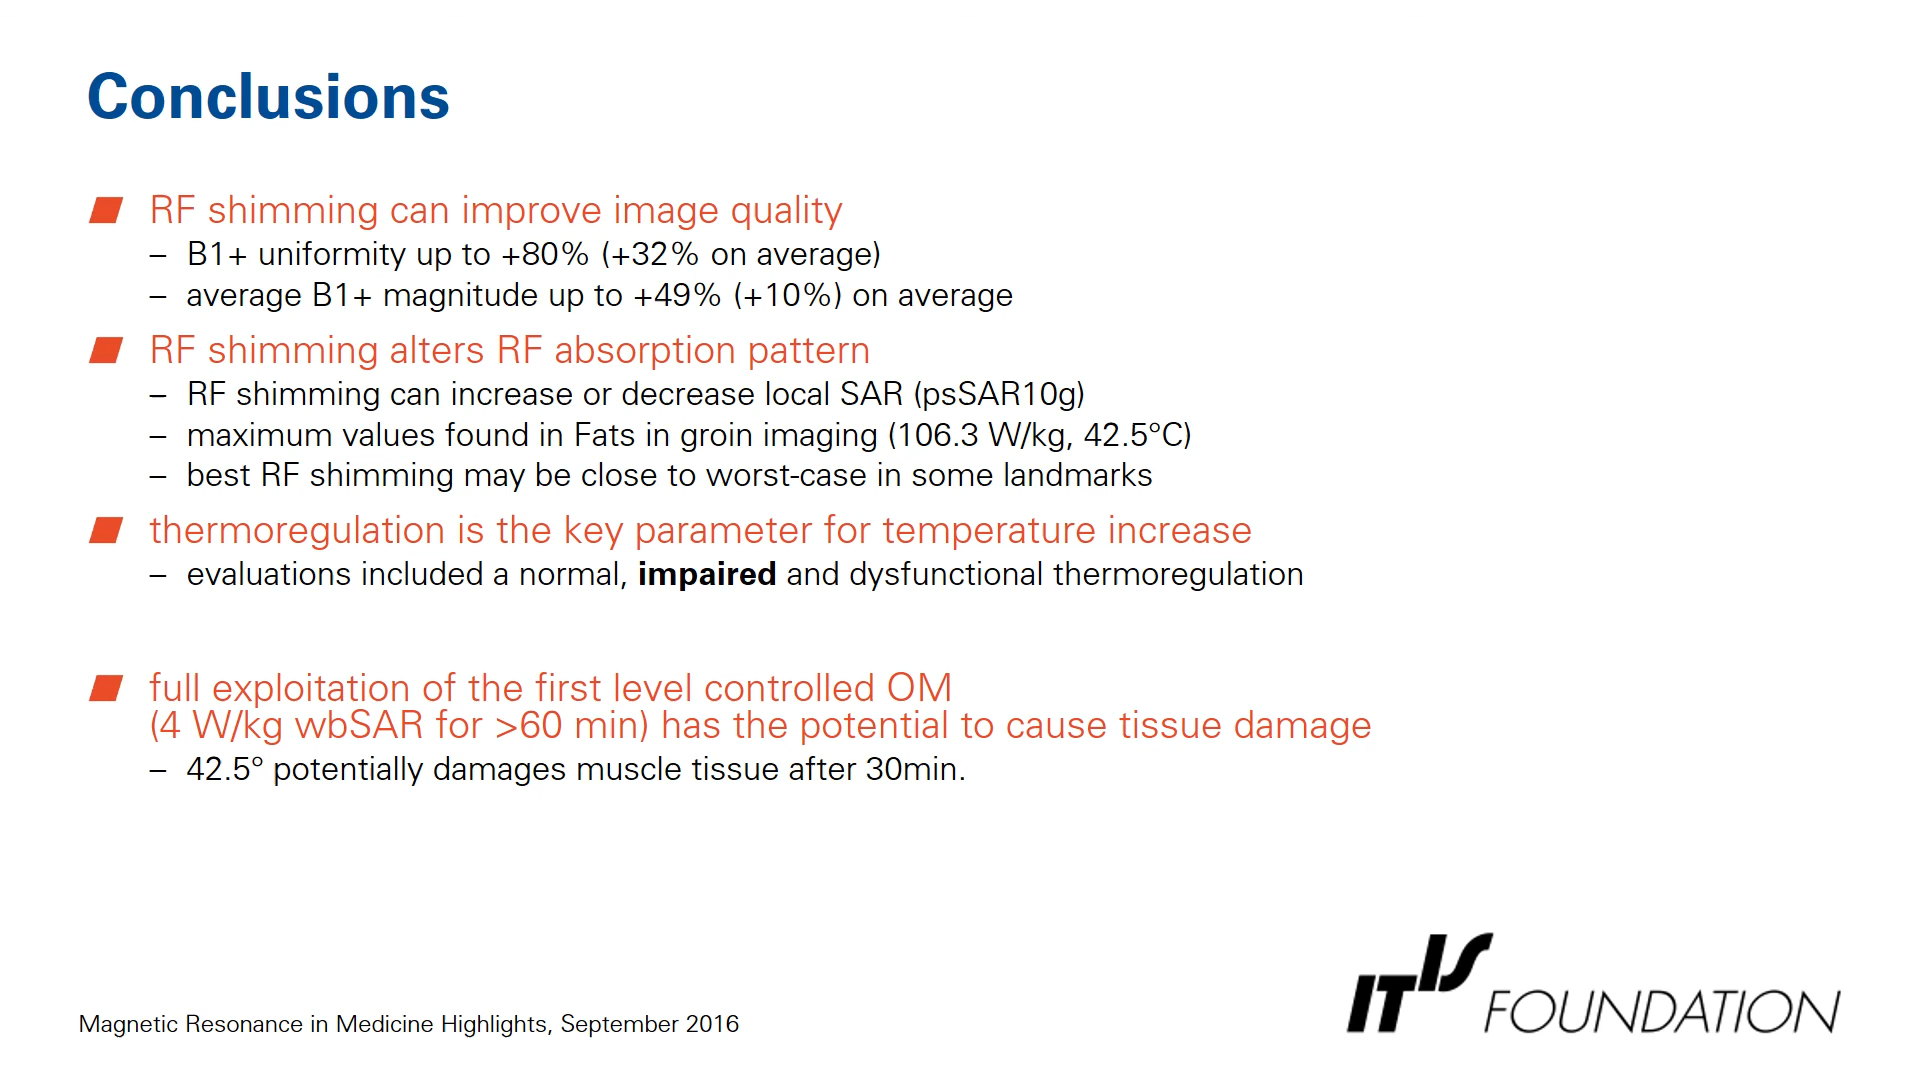 Conclusions
RF shimming can improve image quality
– B1+ uniformity up to +80% (+32% on average)
– average B1+ magnitude up to +49% (+10%) on average
RF shimming alters RF absorption pattern
– RF shimming can increase or decrease local SAR (psSAR10g)
– maximum values found in Fats in groin imaging (106.3 W/kg, 42.5°C)
– best RF shimming may be close to worst-case in some landmarks
thermoregulation is the key parameter for temperature increase
– evaluations included a normal, impaired and dysfunctional thermoregulation
full exploitation of the first level controlled OM
(4 W/kg wbSAR for >60 min) has the potential to cause tissue damage
– 42.5° potentially damages muscle tissue after 30min.
IT'IS FOUNDATION
Magnetic Resonance in Medicine Highlights, September 2016